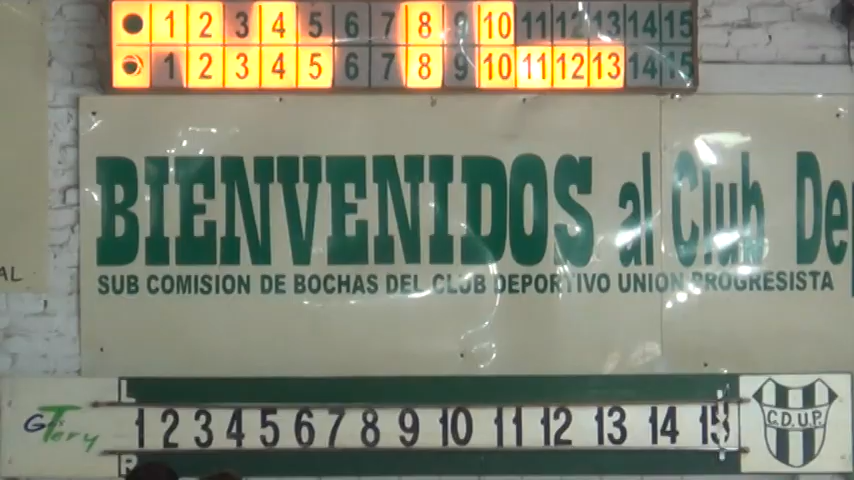 1 2 3 4 5 6 7 8 9 10 11 12 13 14 15
1 2 3 4 5 6 7 8 9 10 11 12 13 14 15
BIENVENIDOS al Club De
SUB COMISION DE BOCHAS DEL CLUB DEPORTIVO UNION PROGRESISTA
AL
L
Tery
1 2 3 4 5 6 7 8 9 10 11 12 13 14 15
C.D.U.P.
R